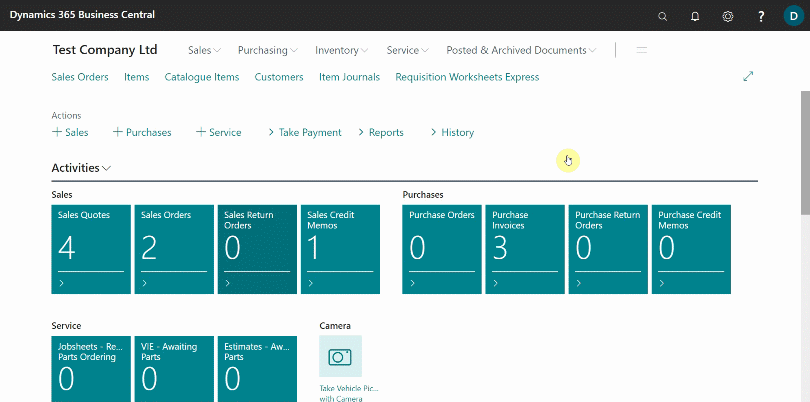 Dynamics 365 Business Central
?
D
Test Company Ltd
Sales
Purchasing
Inventory
Service
Posted & Archived Documents
Sales Orders
Items
Catalogue Items
Customers
Item Journals
Requisition Worksheets Express
Actions
+ Sales
+ Purchases
+ Service
> Take Payment
> Reports
> History
Activities
Sales
Purchases
Sales Quotes
4
Sales Orders
2
Sales Return
Orders
0
Sales Credit
Memos
1
Purchase Orders
0
Purchase
Invoices
3
Purchase Return
Orders
0
Purchase Credit
Memos
0
Service
Camera
Jobsheets - Re...
Parts Ordering
0
VIE - Awaiting
Parts
0
Estimates - Aw...
Parts
0
Take Vehicle Pic...
with Camera